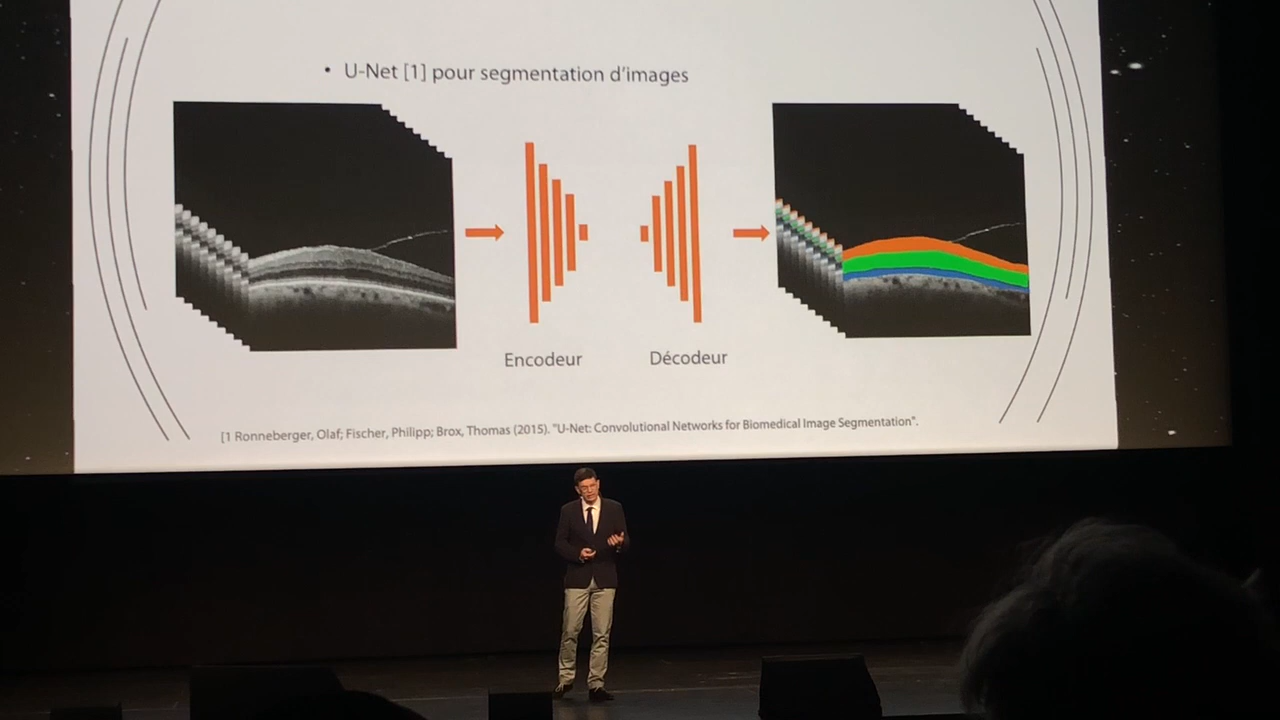 • U-Net [1] pour segmentation d'images
Encodeur
Décodeur
[1 Ronneberger, Olaf; Fischer, Philipp; Brox, Thomas (2015). "U-Net: Convolutional Networks for Biomedical Image Segmentation".